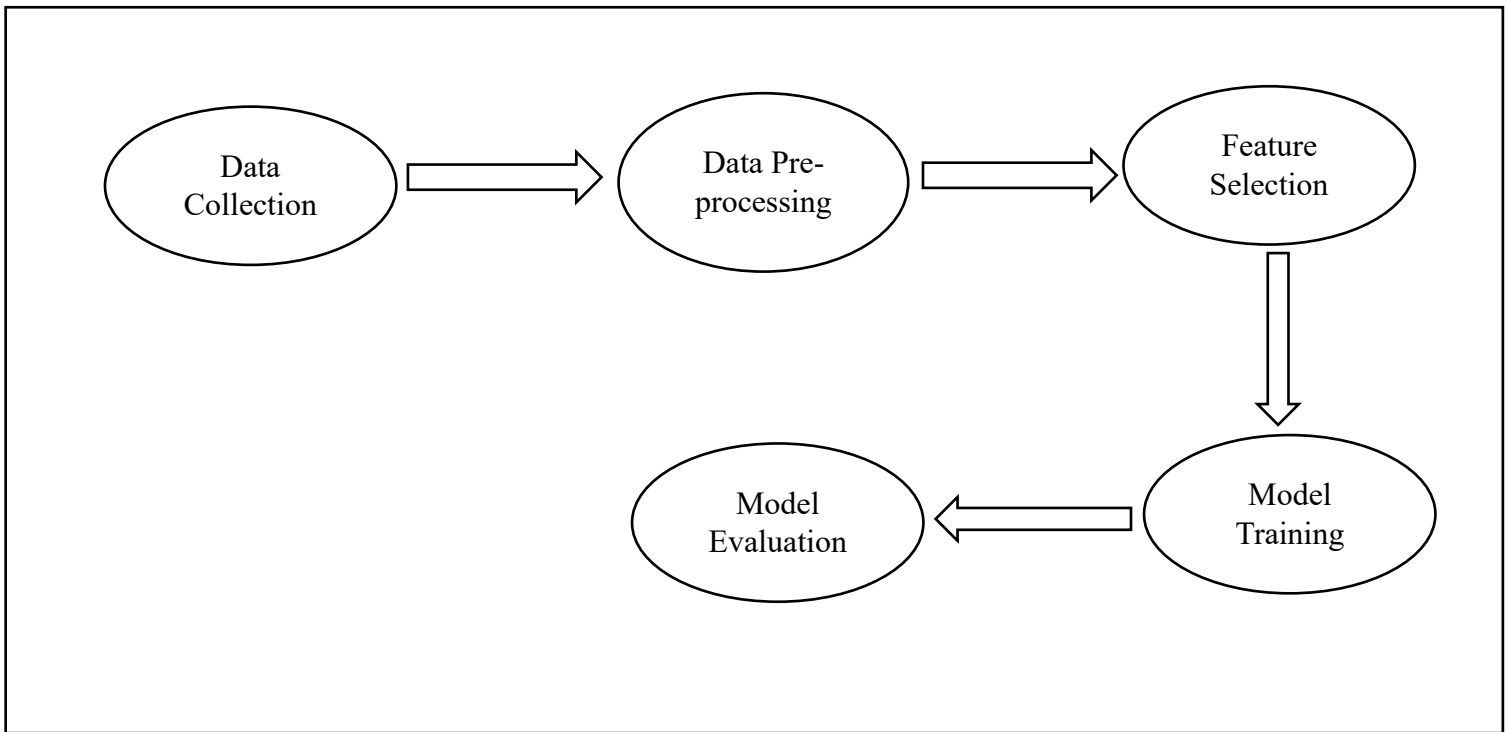 Data
Collection
Data Pre-
processing
Feature
Selection
Model
Training
Model
Evaluation